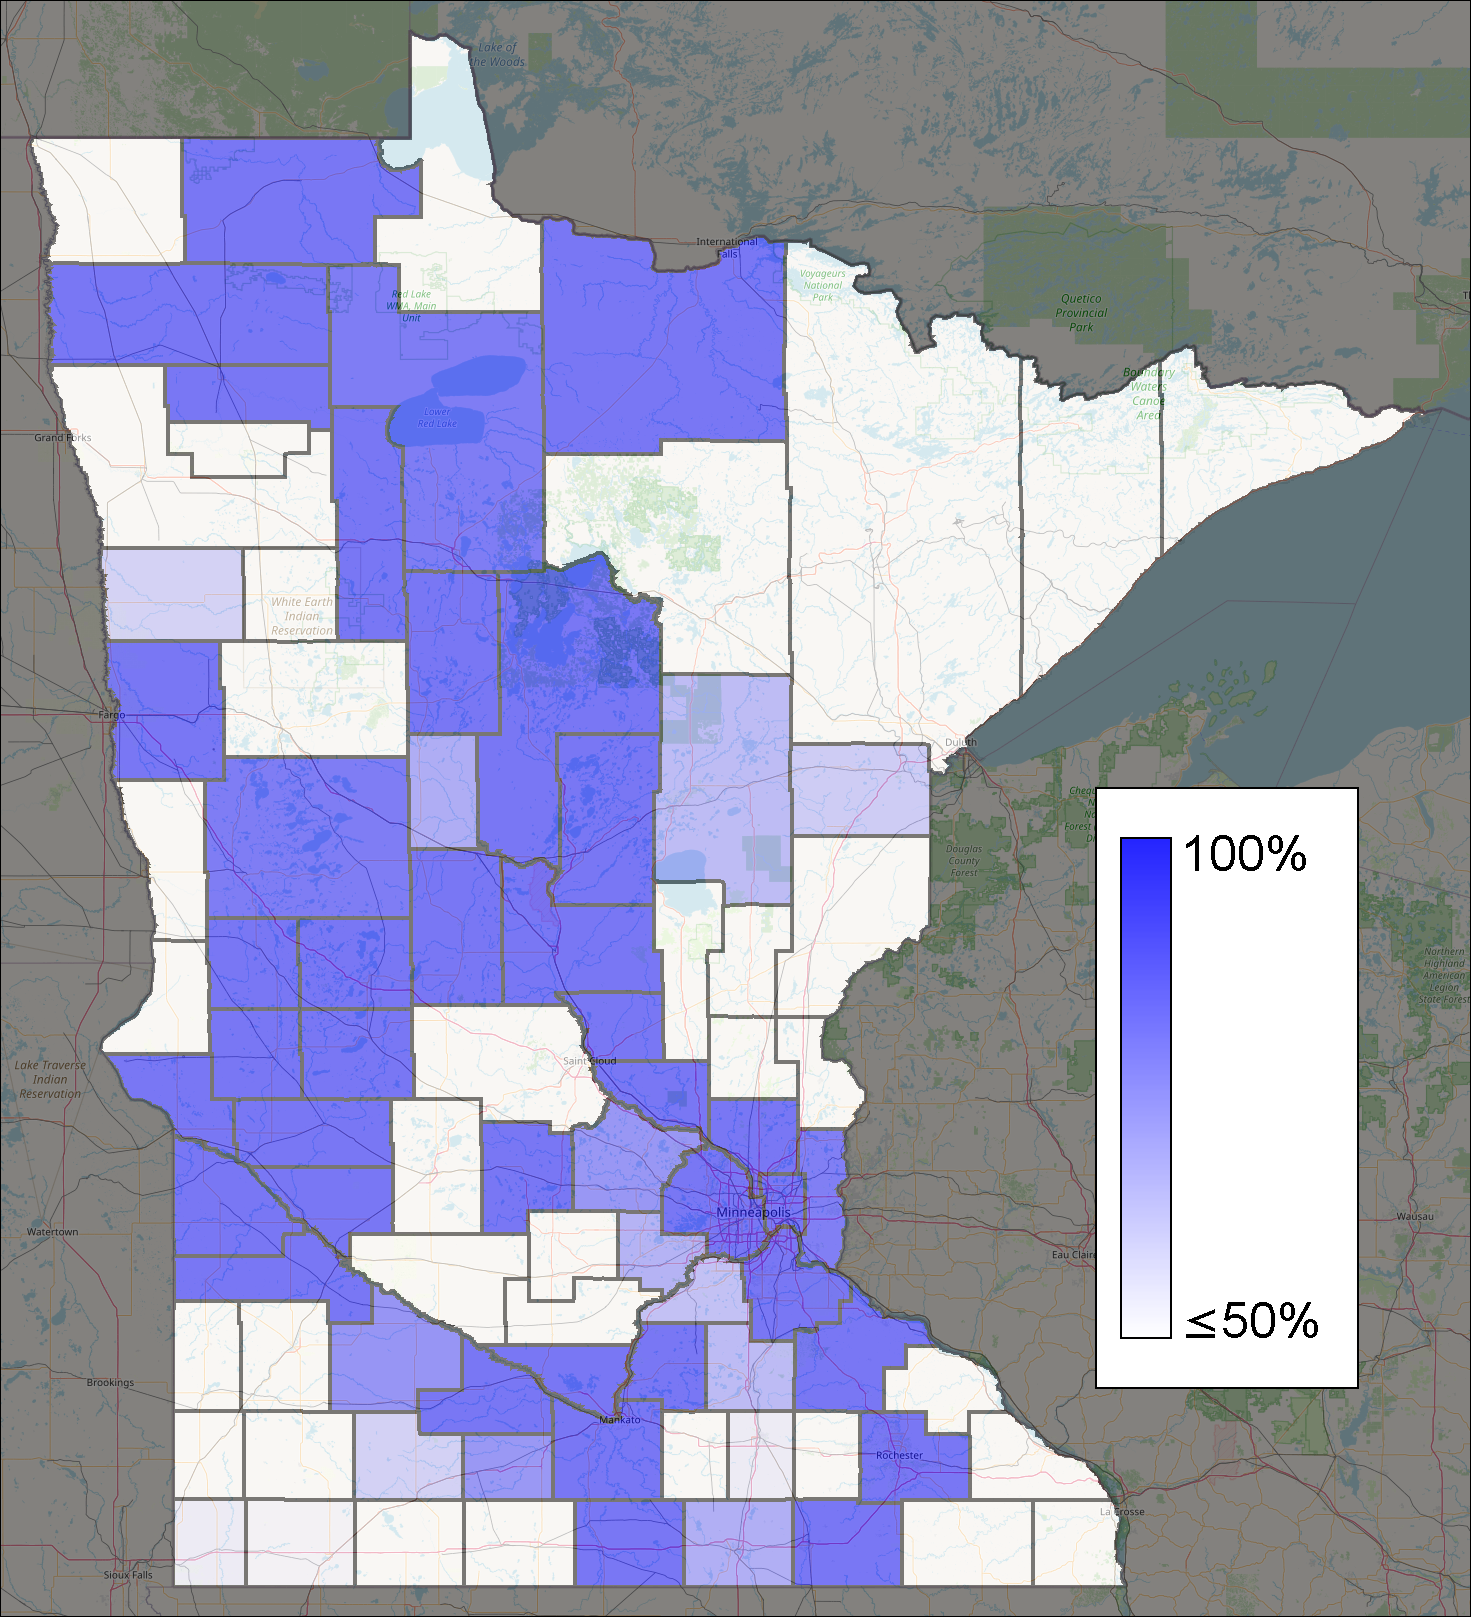 Lake of
the Woods
International
Falls
Voyageurs
National
Park
Red Lake
WMA, Main
Unit
Quetico
Provincial
Park
Boundary
Waters
Canoe
Area
Lower
Red Lake
Grand Forks
White Earth
Indian
Reservation
Fargo
Duluth
Douglas
County
Forest
100%
Northern
Highland
American
Legion
State Forest
Lake Traverse
Indian
Reservation
Saint Cloud
Minneapolis
Watertown
Wausau
Eau Clair
≤50%
Brookings
Mankato
Rochester
La Crosse
Sioux Falls